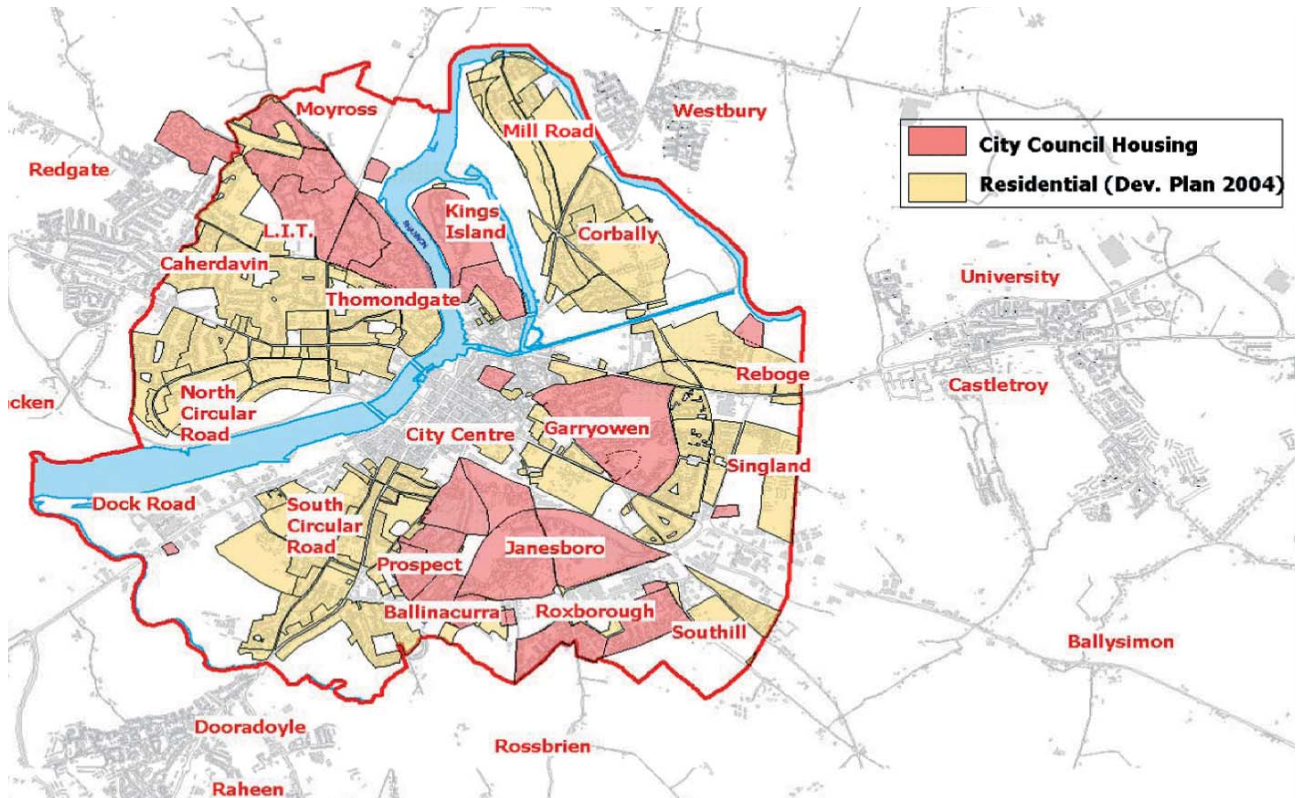 Moyross
Westbury
Mill Road
City Council Housing
Residential (Dev. Plan 2004)
Redgate
Kings
Island
L.I.T.
Corbally
Caherdavin
University
Thomondgate
Reboge
Castletroy
North
Circular
Road
cken
City Centre
Garryowen
Singland
Dock Road
South
Circular
Road
Prospect
Janesboro
Ballinacurra
Roxborough
Southill
Ballysimon
Dooradoyle
Rossbrien
Raheen